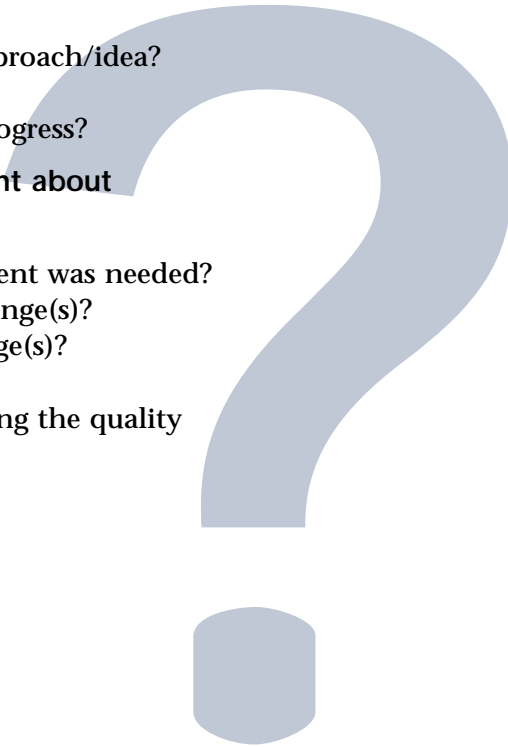 proach/idea?
ogress?
nt about
ent was needed?
nge(s)?
ge(s)?
ng the quality